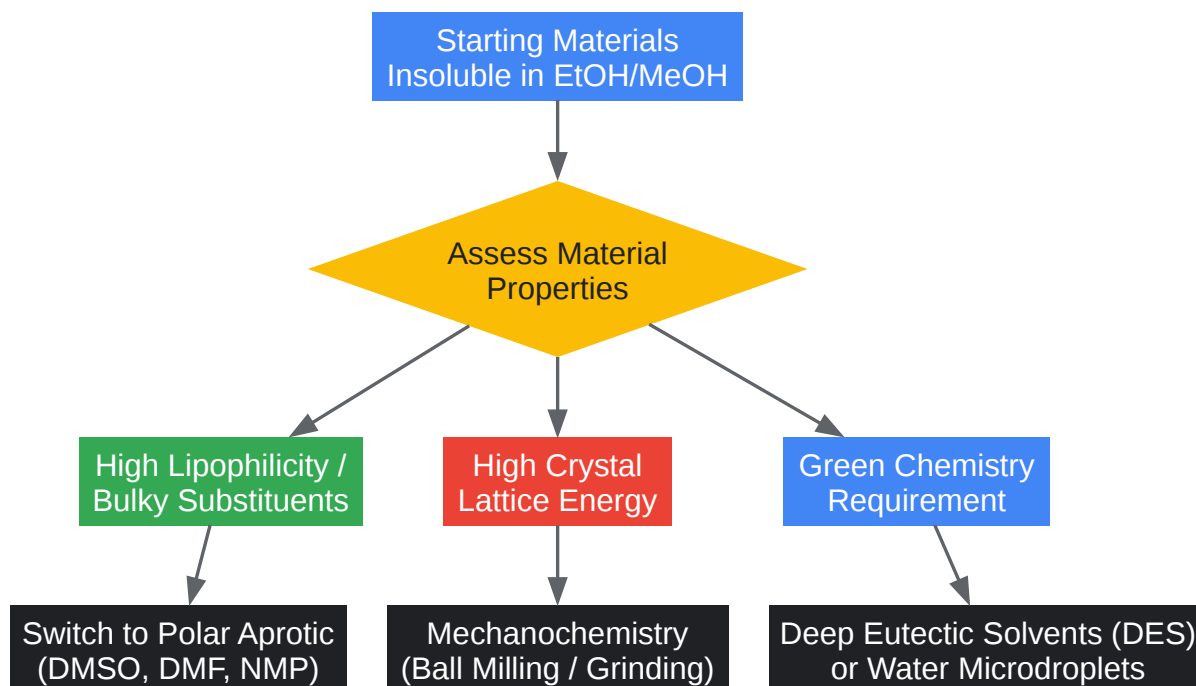 Starting Materials
Insoluble in EtOH/MeOH
Assess Material
Properties
High Lipophilicity /
Bulky Substituents
High Crystal
Lattice Energy
Green Chemistry
Requirement
Switch to Polar Aprotic
(DMSO, DMF, NMP)
Mechanochemistry
(Ball Milling / Grinding)
Deep Eutectic Solvents (DES)
or Water Microdroplets